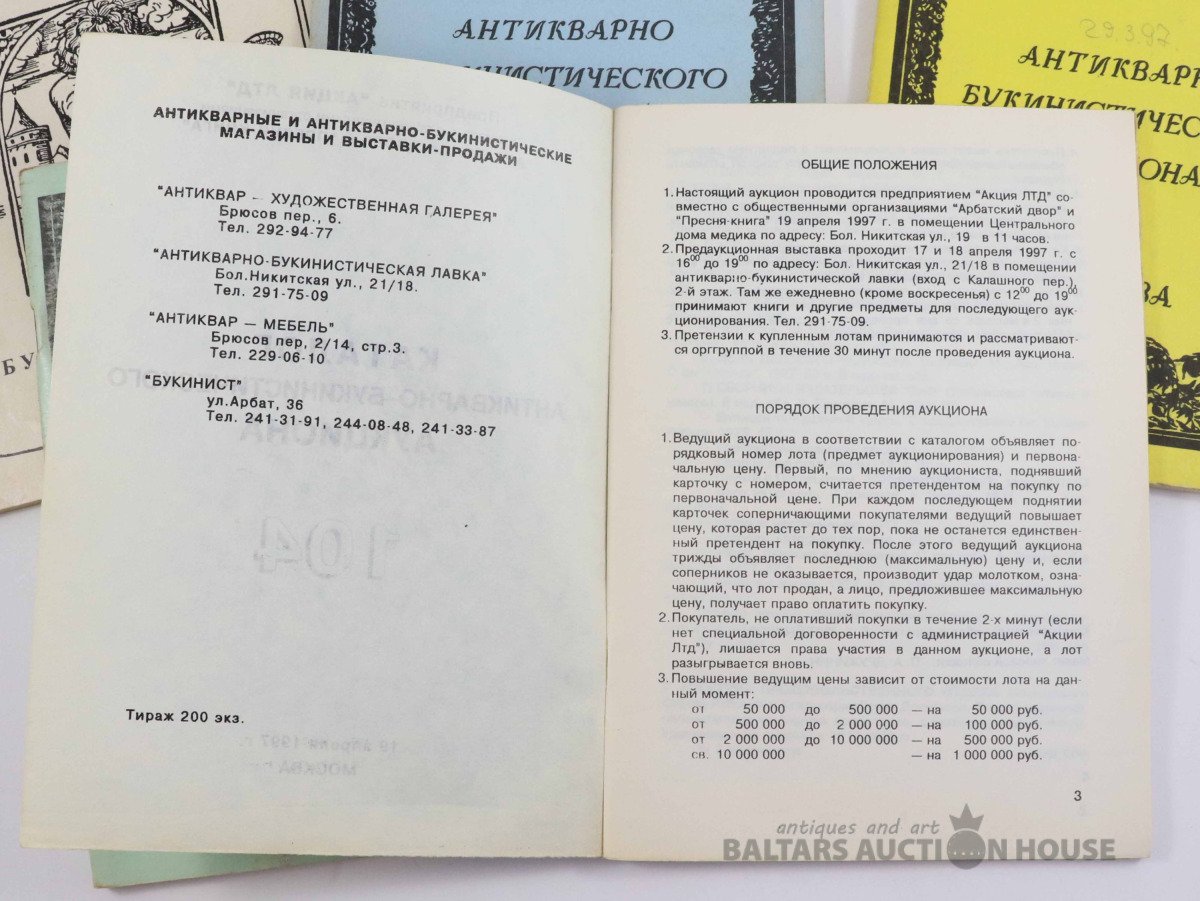 АНТИКВАРНО
БУКИНИСТИЧЕСКОГО
29.3.97.
АНТИКВАР
БУКИНИСТИЧЕС
ОНА
ВА
БУ
АНТИКВАРНЫЕ И АНТИКВАРНО-БУКИНИСТИЧЕСКИЕ
МАГАЗИНЫ И ВЫСТАВКИ-ПРОДАЖИ
"АНТИКВАР - ХУДОЖЕСТВЕННАЯ ГАЛЕРЕЯ"
Брюсов пер., 6.
Тел. 292-94-77
"АНТИКВАРНО-БУКИНИСТИЧЕСКАЯ ЛАВКА"
Бол.Никитская ул., 21/18.
Тел. 291-75-09
"АНТИКВАР — МЕБЕЛЬ"
Брюсов пер, 2/14, стр.3.
Тел. 229-06-10
"БУКИНИСТ"
ул.Арбат, 36
Тел. 241-31-91, 244-08-48, 241-33-87
Тираж 200 экз.
ОБЩИЕ ПОЛОЖЕНИЯ
1. Настоящий аукцион проводится предприятием "Акция ЛТД" со-
вместно с общественными организациями "Арбатский двор" и
"Пресня-книга" 19 апреля 1997 г. в помещении Центрального
дома медика по адресу: Бол. Никитская ул., 19 в 11 часов.
2. Предаукционная выставка проходит 17 и 18 апреля 1997 г. с
16⁰⁰ до 19⁰⁰ по адресу: Бол. Никитская ул., 21/18 в помещении
антикварно-букинистической лавки (вход с Калашного пер.),
2-й этаж. Там же ежедневно (кроме воскресенья) с 12⁰⁰ до 19⁰⁰
принимают книги и другие предметы для последующего аук-
ционирования. Тел. 291-75-09.
3. Претензии к купленным лотам принимаются и рассматривают-
ся орггруппой в течение 30 минут после проведения аукциона.
ПОРЯДОК ПРОВЕДЕНИЯ АУКЦИОНА
1. Ведущий аукциона в соответствии с каталогом объявляет по-
рядковый номер лота (предмет аукционирования) и первона-
чальную цену. Первый, по мнению аукциониста, поднявший
карточку с номером, считается претендентом на покупку по
первоначальной цене. При каждом последующем поднятии
карточек соперничающими покупателями ведущий повышает
цену, которая растет до тех пор, пока не останется единствен-
ный претендент на покупку. После этого ведущий аукциона
трижды объявляет последнюю (максимальную) цену и, если
соперников не оказывается, производит удар молотком, озна-
чающий, что лот продан, а лицо, предложившее максимальную
цену, получает право оплатить покупку.
2. Покупатель, не оплативший покупки в течение 2-х минут (если
нет специальной договоренности с администрацией "Акции
Лтд"), лишается права участия в данном аукционе, а лот
разыгрывается вновь.
3. Повышение ведущим цены зависит от стоимости лота на дан-
ный момент:
от 50 000 до 500 000 — на 50 000 руб.
от 500 000 до 2 000 000 — на 100 000 руб.
от 2 000 000 до 10 000 000 — на 500 000 руб.
св. 10 000 000 — на 1 000 000 руб.
3
antiques and art
BALTARS AUCTION HOUSE